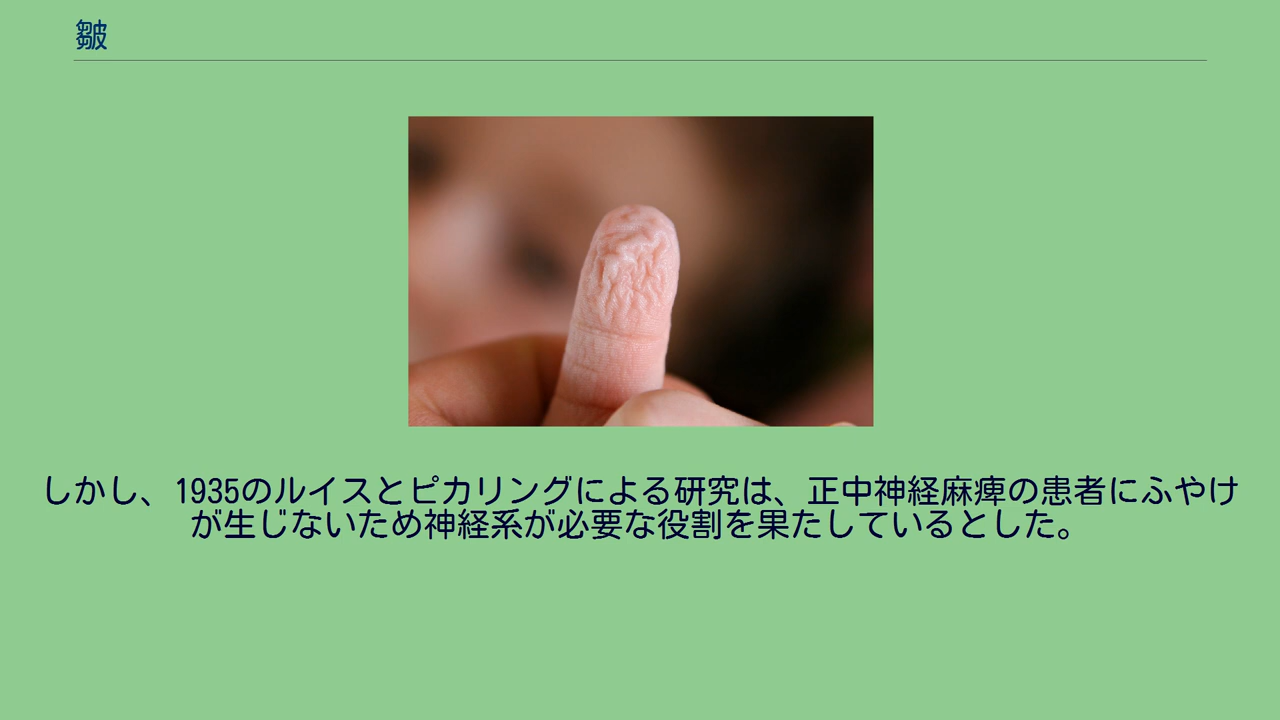 皺
しかし、1935のルイスとピカリングによる研究は、正中神経麻痺の患者にふやけ
が生じないため神経系が必要な役割を果たしているとした。